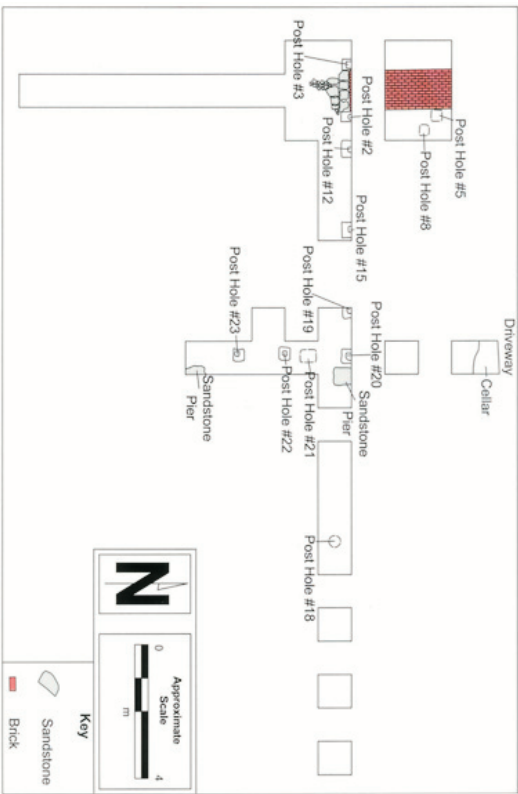 Driveway
Cellar
Post Hole #5
Post Hole #8
Post Hole #3
Post Hole #2
Post Hole #12
Post Hole #15
Post Hole #19
Post Hole #20
Sandstone
Pier
Post Hole #21
Post Hole #22
Post Hole #23
Sandstone
Pier
Post Hole #18
N
Approximate
Scale
0
4
m
Key
Sandstone
Brick